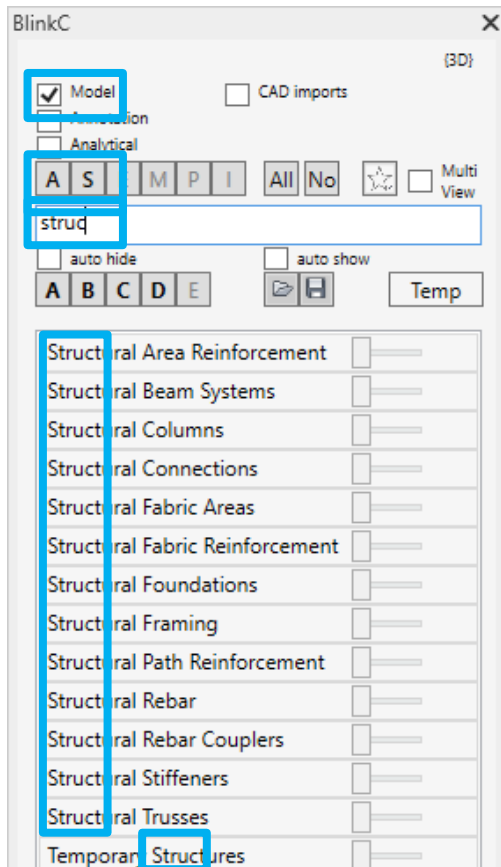 BlinkC
{3D}
Model CAD imports
Annotation
Analytical
A S E M P I All No Multi View
struc
auto hide auto show
A B C D E Temp
Structural Area Reinforcement
Structural Beam Systems
Structural Columns
Structural Connections
Structural Fabric Areas
Structural Fabric Reinforcement
Structural Foundations
Structural Framing
Structural Path Reinforcement
Structural Rebar
Structural Rebar Couplers
Structural Stiffeners
Structural Trusses
Temporary Structures